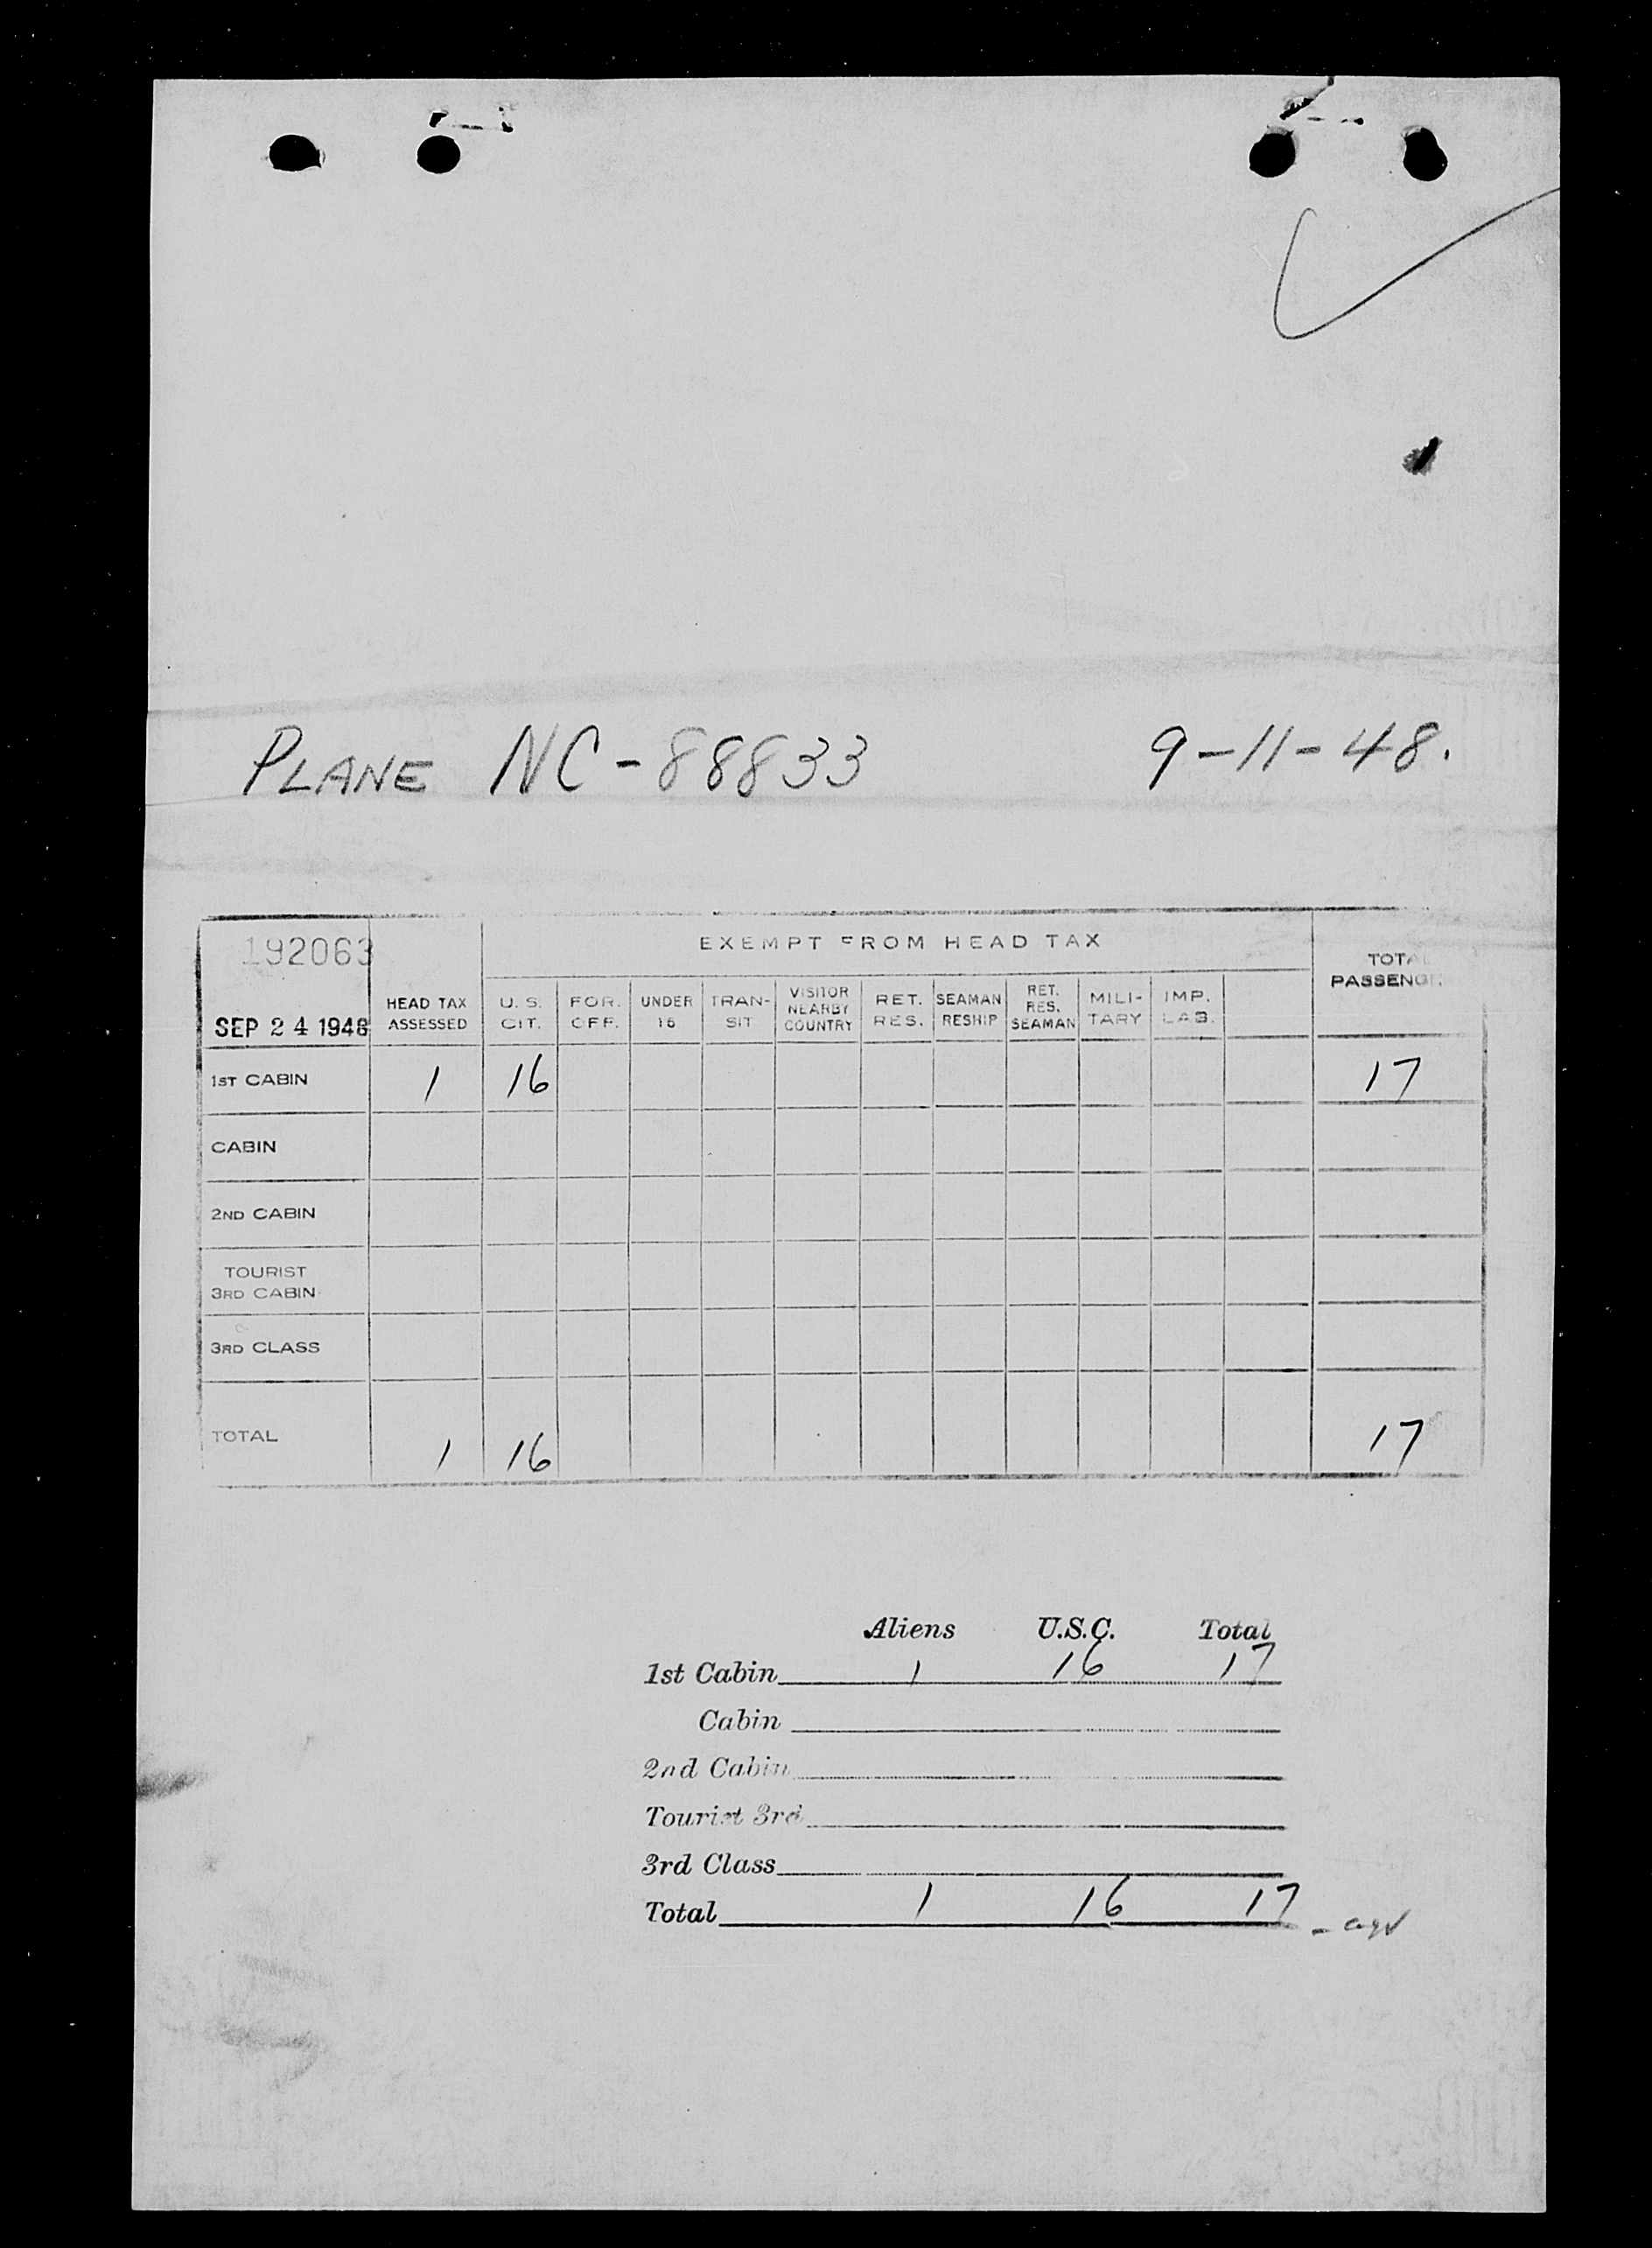 PLANE NC-88833 9-11-48.
192063
SEP 24 1948
HEAD TAX ASSESSED
EXEMPT FROM HEAD TAX
U.S. CIT.
FOR. OFF.
UNDER 16
TRAN- SIT
VISITOR NEARBY COUNTRY
RET. RES.
SEAMAN RESHIP
RET. RES. SEAMAN
MILI- TARY
IMP. LAB.
1ST CABIN 1 16 17
CABIN
2ND CABIN
TOURIST
3RD CABIN
3RD CLASS
TOTAL 1 16 17
Aliens U.S.C. Total
1st Cabin 1 16 17
Cabin
2nd Cabin
Tourist 3rd
3rd Class
Total 1 16 17